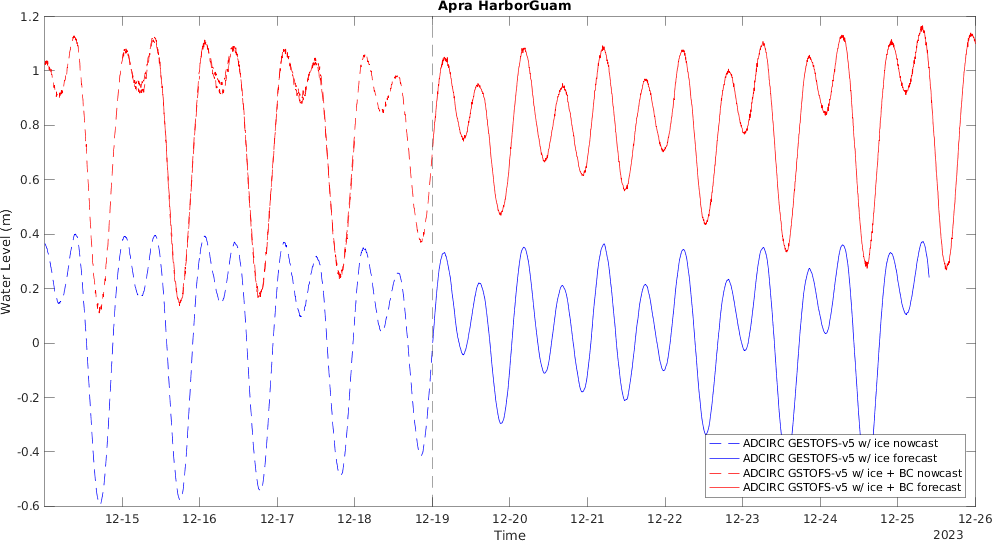 Apra HarborGuam
1.2
1
0.8
0.6
0.4
0.2
0
-0.2
-0.4
-0.6
Water Level (m)
ADCIRC GESTOFS-v5 w/ ice nowcast
ADCIRC GESTOFS-v5 w/ ice forecast
ADCIRC GSTOFS-v5 w/ ice + BC nowcast
ADCIRC GSTOFS-v5 w/ ice + BC forecast
12-15 12-16 12-17 12-18 12-19 12-20 12-21 12-22 12-23 12-24 12-25 12-26
Time
2023